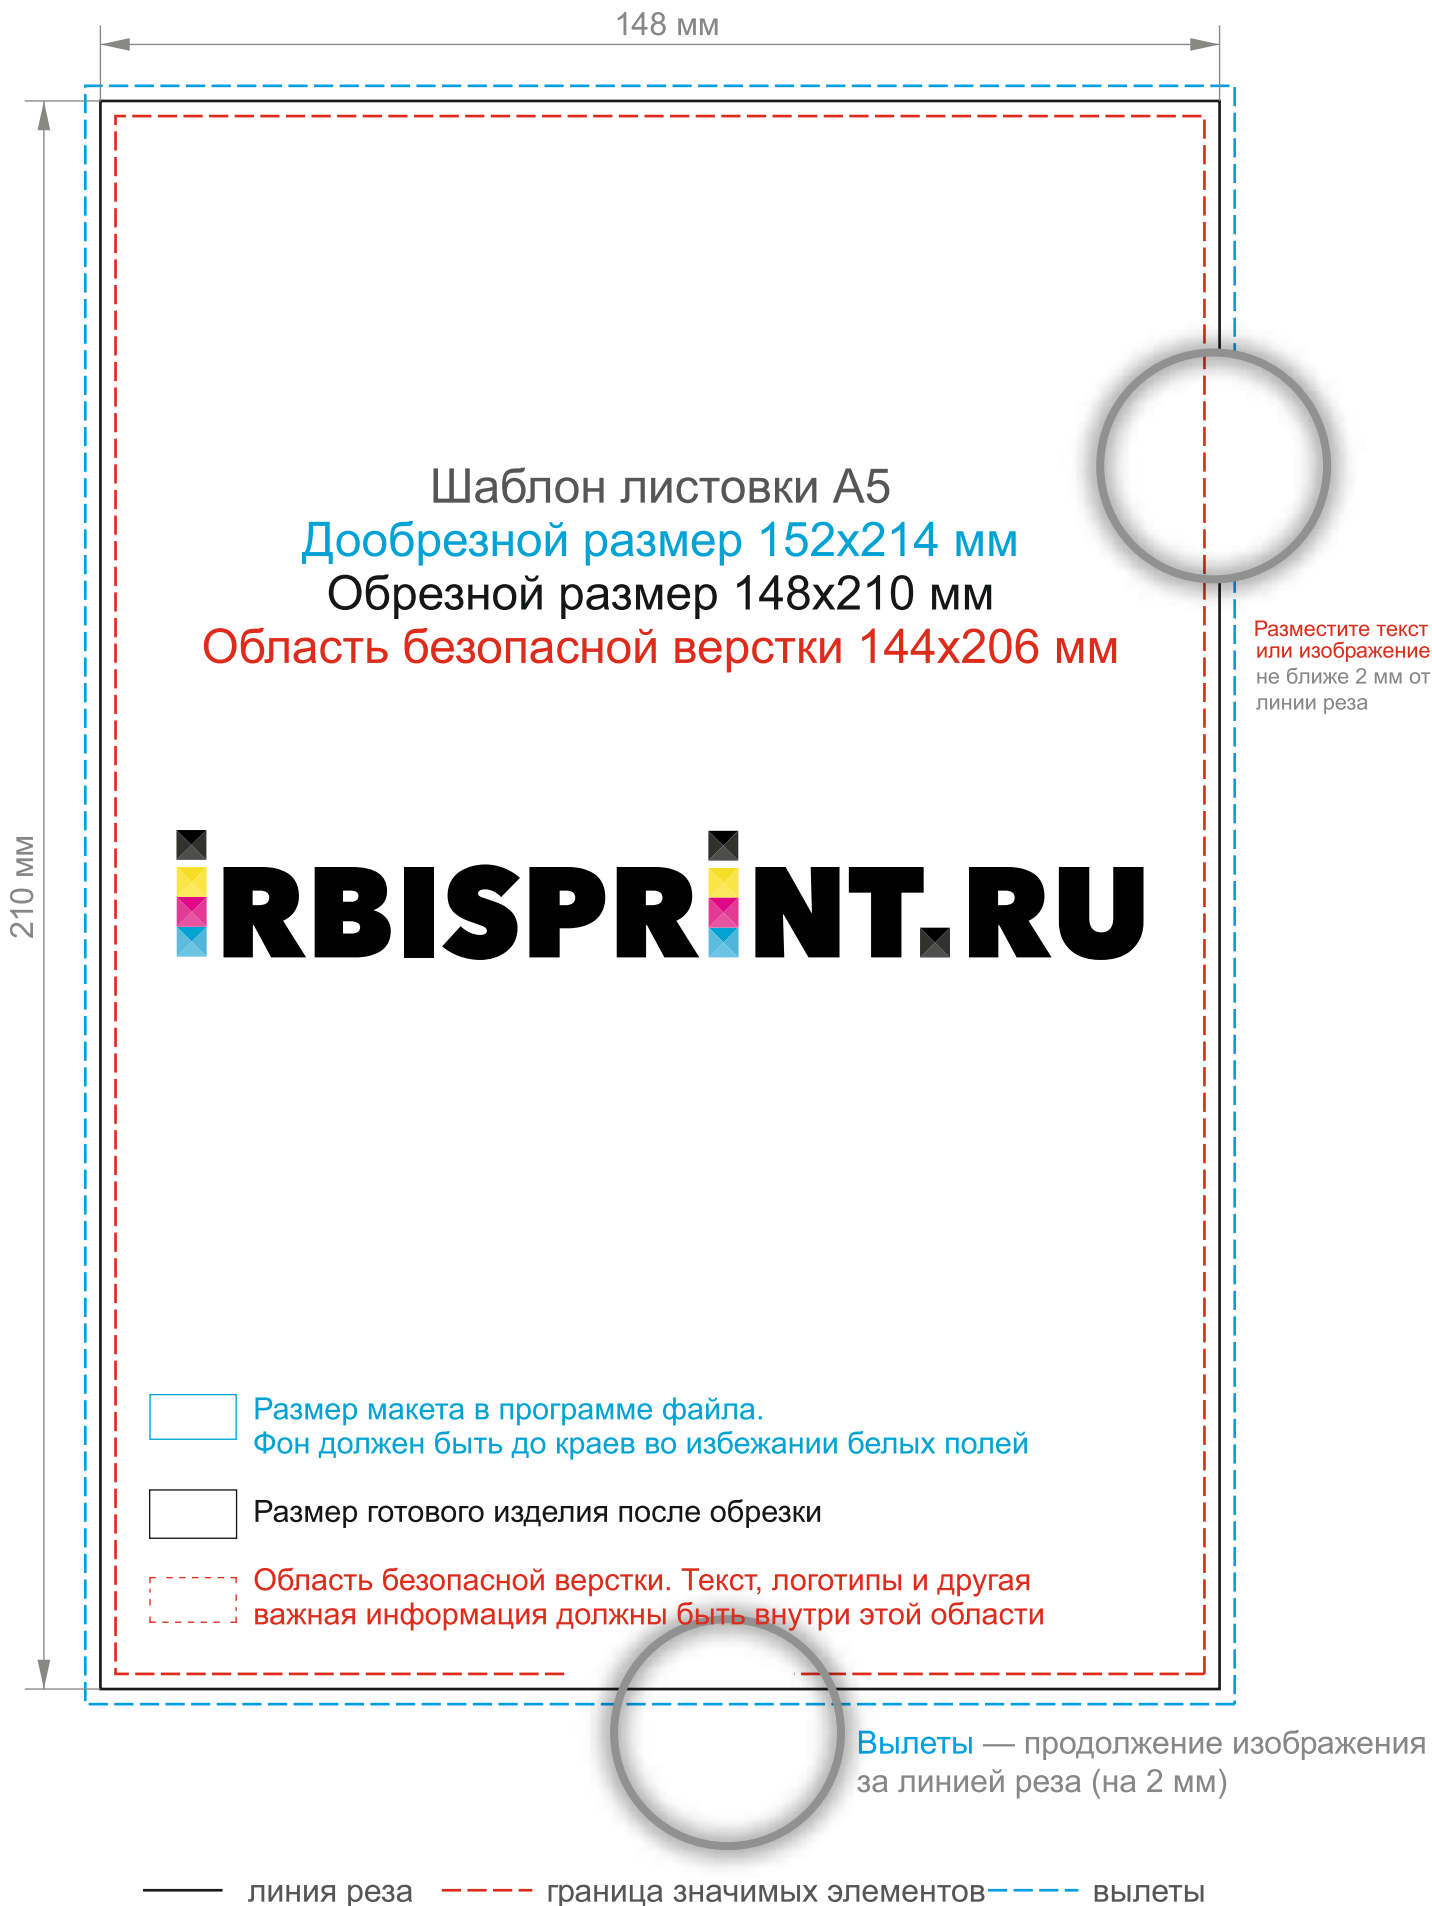 148 мм
210 мм
Шаблон листовки А5
Дообрезной размер 152х214 мм
Обрезной размер 148х210 мм
Область безопасной верстки 144х206 мм
Разместите текст
или изображение
не ближе 2 мм от
линии реза
iRBISPRiNT.RU
Размер макета в программе файла.
Фон должен быть до краев во избежании белых полей
Размер готового изделия после обрезки
Область безопасной верстки. Текст, логотипы и другая
важная информация должны быть внутри этой области
Вылеты — продолжение изображения
за линией реза (на 2 мм)
линия реза граница значимых элементов вылеты